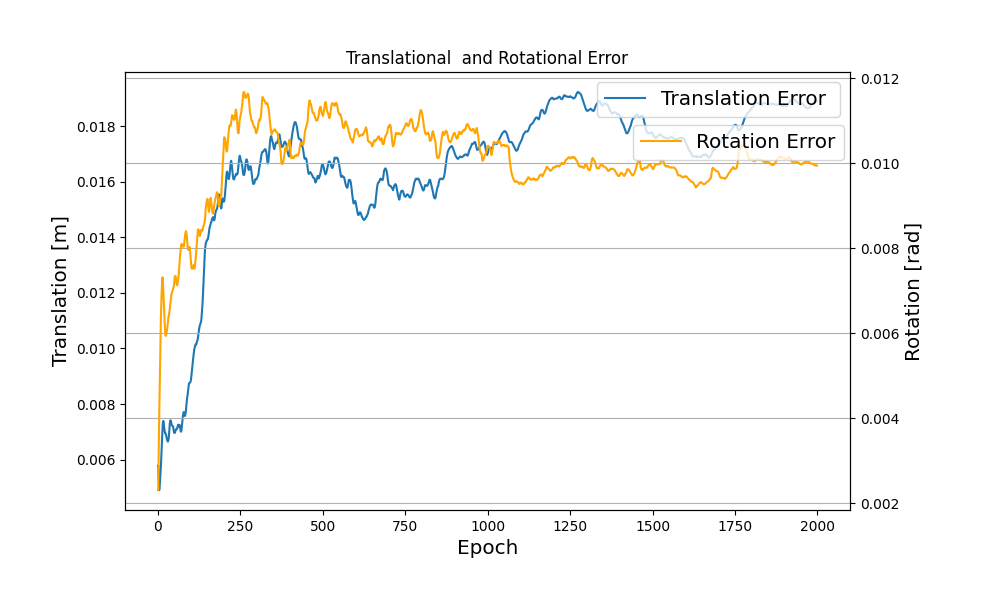 Translational  and Rotational Error
Translation [m]
0.018
0.016
0.014
0.012
0.010
0.008
0.006
Translation Error
Rotation Error
0.012
0.010
0.008
0.006
0.004
0.002
Rotation [rad]
0 250 500 750 1000 1250 1500 1750 2000
Epoch